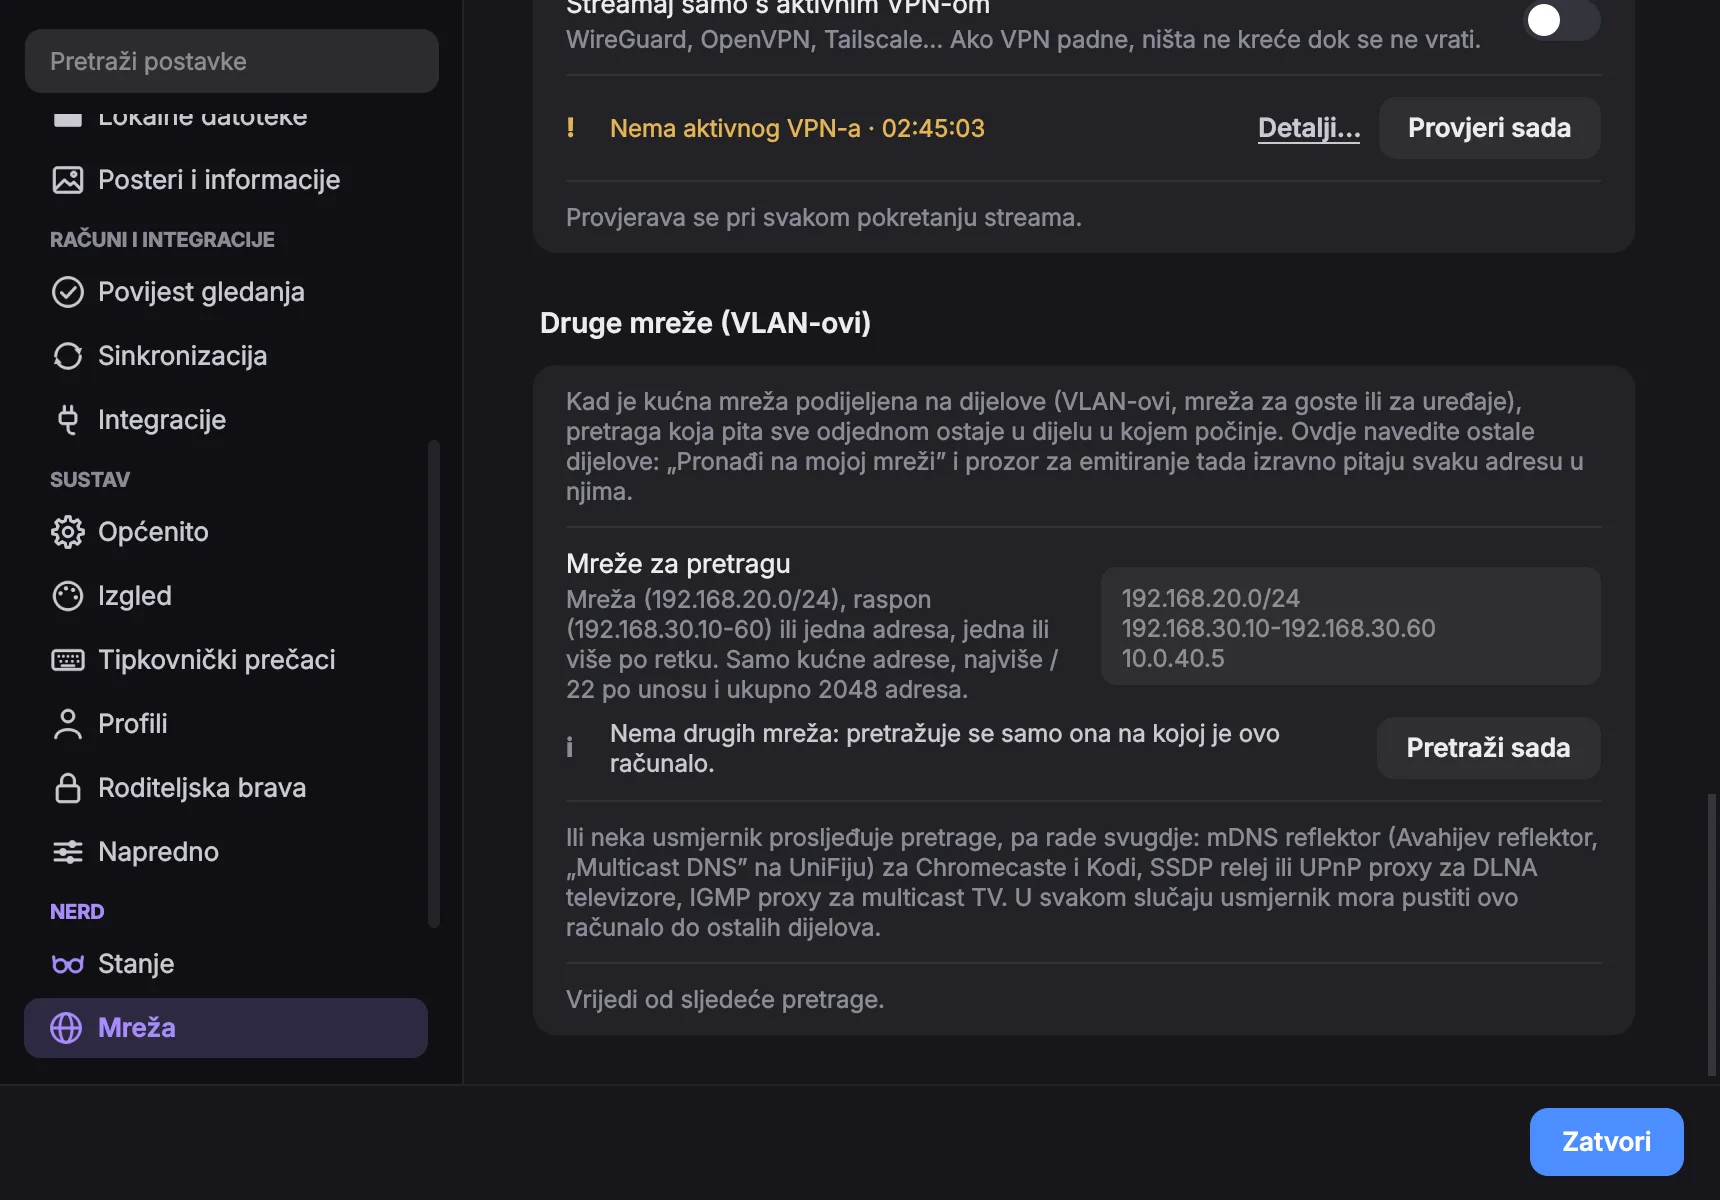 Pretraži postavke
Lokalne datoteke
Posteri i informacije
RAČUNI I INTEGRACIJE
Povijest gledanja
Sinkronizacija
Integracije
SUSTAV
Općenito
Izgled
Tipkovnički prečaci
Profili
Roditeljska brava
Napredno
NERD
Stanje
Mreža
Streamaj samo s aktivnim VPN-om
WireGuard, OpenVPN, Tailscale... Ako VPN padne, ništa ne kreće dok se ne vrati.
! Nema aktivnog VPN-a · 02:45:03
Detalji...
Provjeri sada
Provjerava se pri svakom pokretanju streama.
Druge mreže (VLAN-ovi)
Kad je kućna mreža podijeljena na dijelove (VLAN-ovi, mreža za goste ili za uređaje),
pretraga koja pita sve odjednom ostaje u dijelu u kojem počinje. Ovdje navedite ostale
dijelove: „Pronađi na mojoj mreži” i prozor za emitiranje tada izravno pitaju svaku adresu u
njima.
Mreže za pretragu
Mreža (192.168.20.0/24), raspon
(192.168.30.10-60) ili jedna adresa, jedna ili
više po retku. Samo kućne adrese, najviše /
22 po unosu i ukupno 2048 adresa.
192.168.20.0/24
192.168.30.10-192.168.30.60
10.0.40.5
i Nema drugih mreža: pretražuje se samo ona na kojoj je ovo
računalo.
Pretraži sada
Ili neka usmjernik prosljeđuje pretrage, pa rade svugdje: mDNS reflektor (Avahijev reflektor,
„Multicast DNS” na UniFiju) za Chromecaste i Kodi, SSDP relej ili UPnP proxy za DLNA
televizore, IGMP proxy za multicast TV. U svakom slučaju usmjernik mora pustiti ovo
računalo do ostalih dijelova.
Vrijedi od sljedeće pretrage.
Zatvori